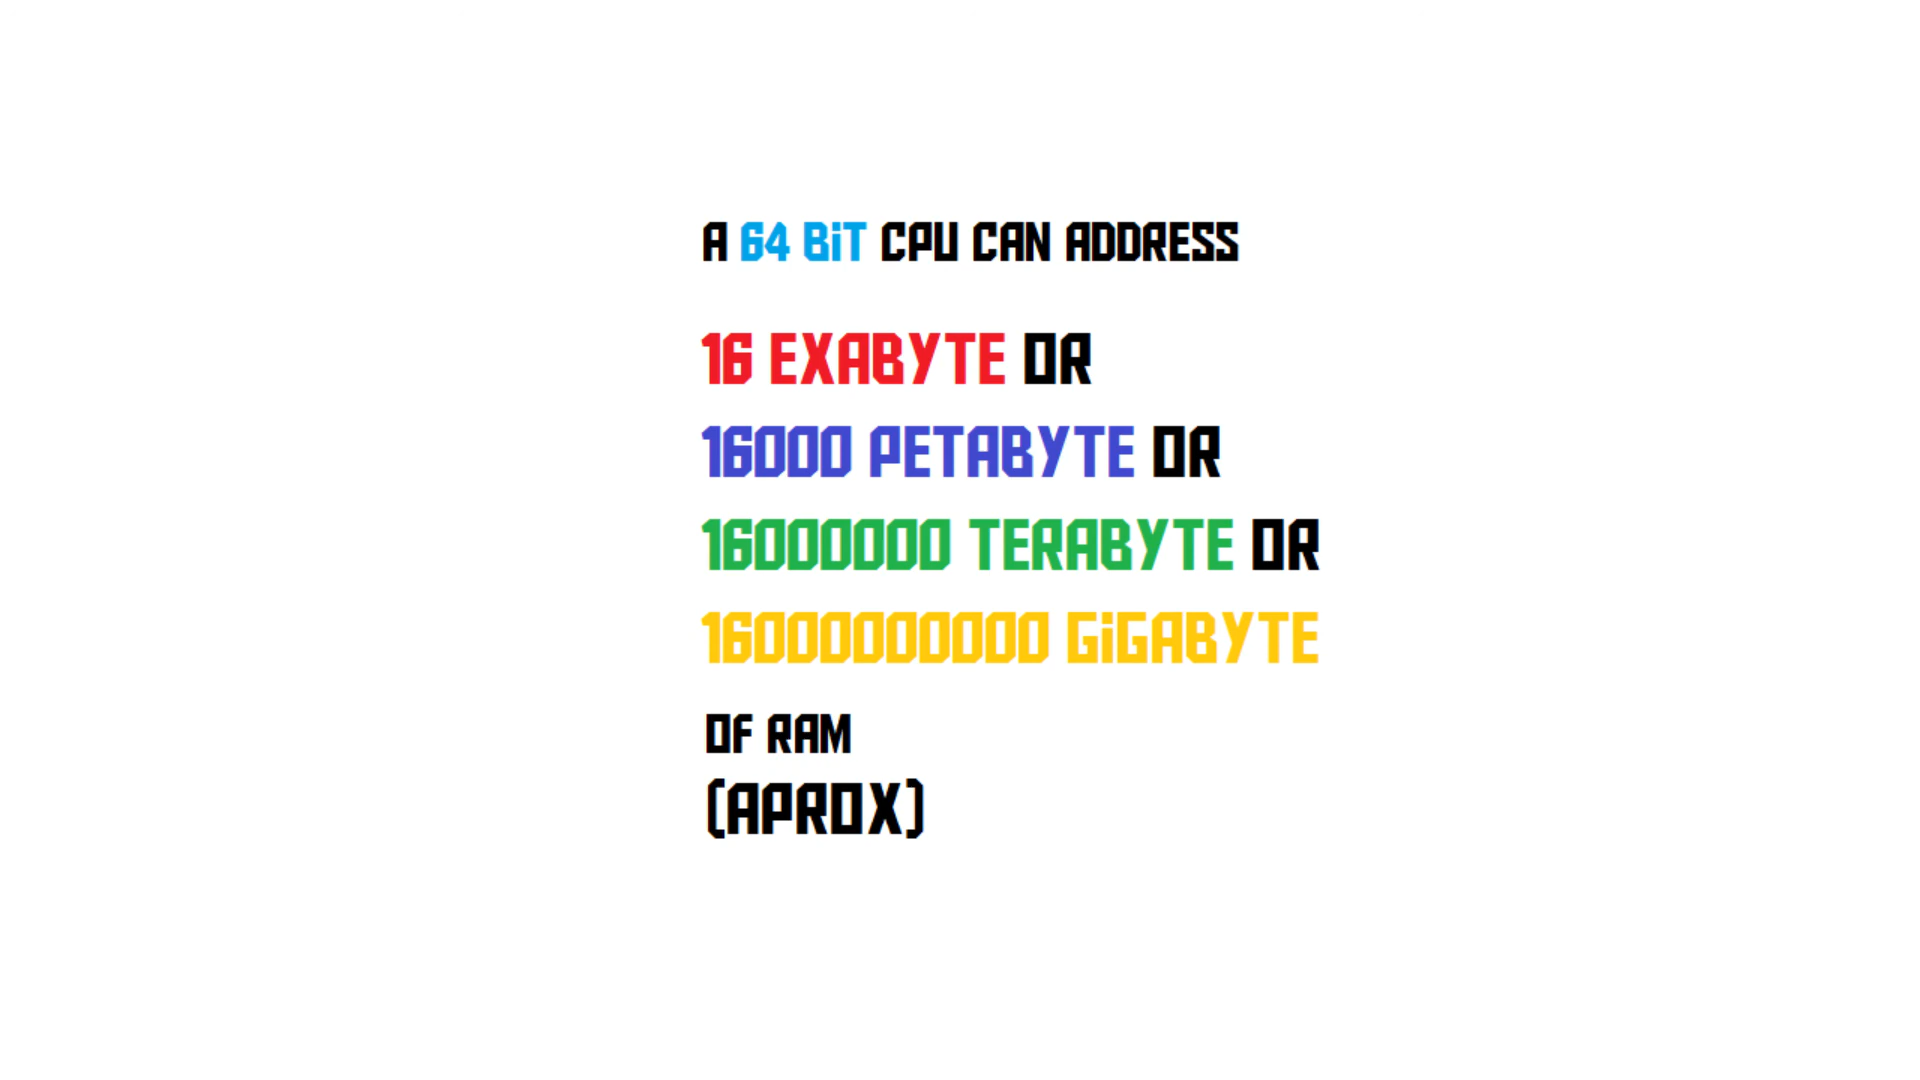 A 64 BiT CPU CAN ADDRESS
16 EXABYTE OR
16000 PETABYTE OR
16000000 TERABYTE OR
16000000000 GiGABYTE
OF RAM
(APROX)